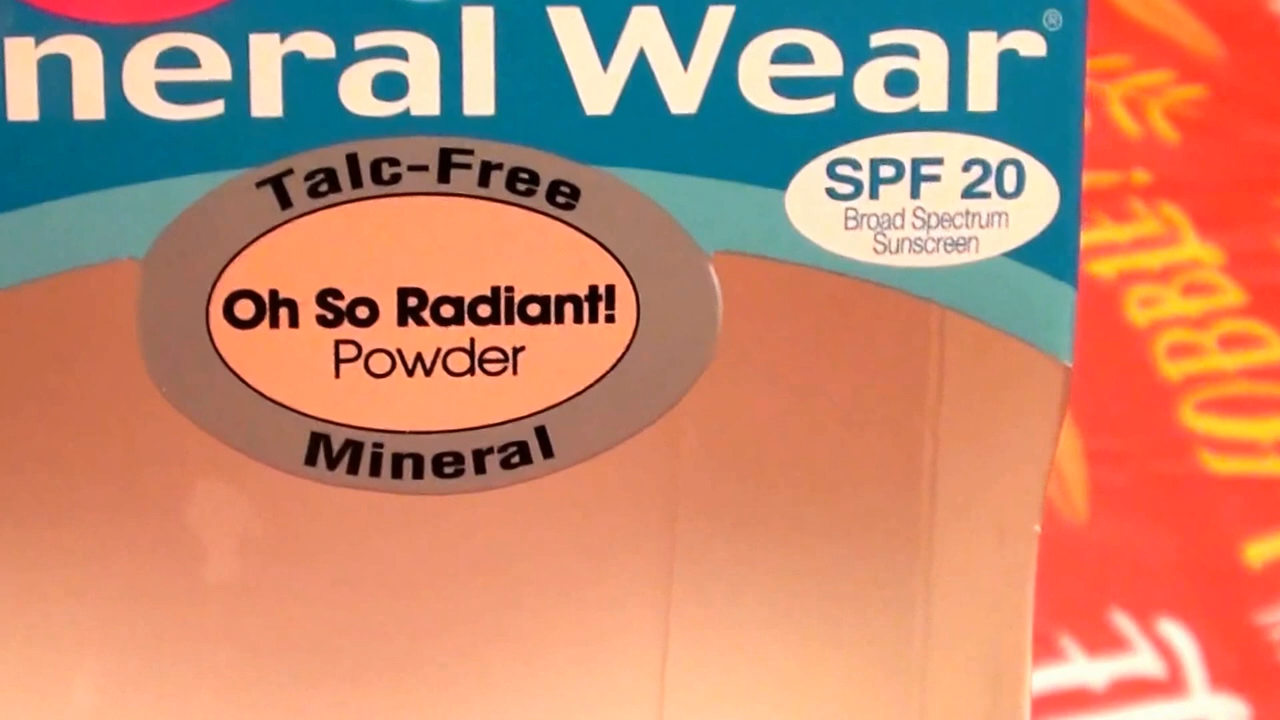 neral Wear®
Talc-Free
SPF 20
Broad Spectrum
Sunscreen
Oh So Radiant!
Powder
Mineral